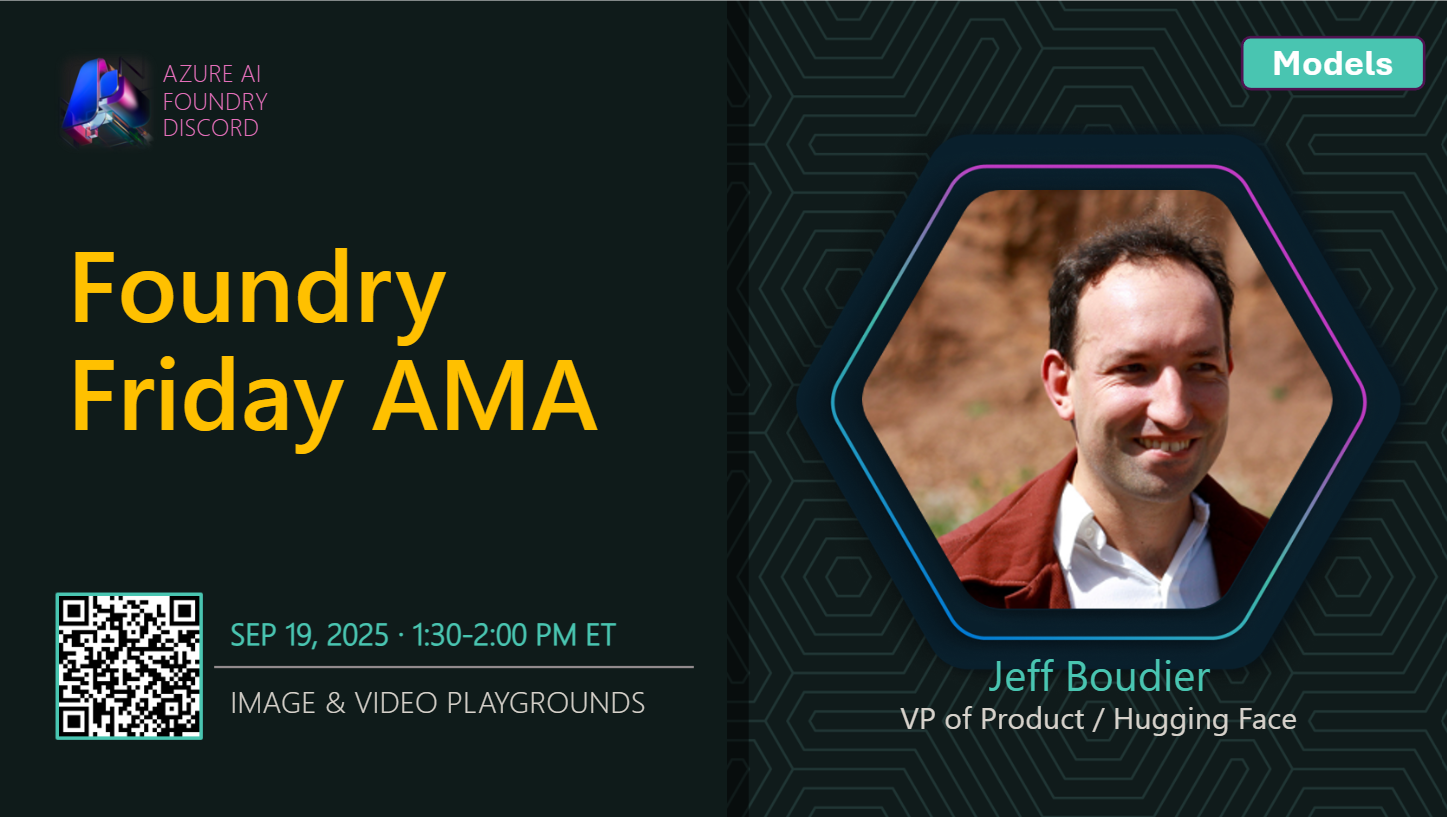 AZURE AI
FOUNDRY
DISCORD
Foundry
Friday AMA
SEP 19, 2025 · 1:30-2:00 PM ET
IMAGE & VIDEO PLAYGROUNDS
Models
Jeff Boudier
VP of Product / Hugging Face